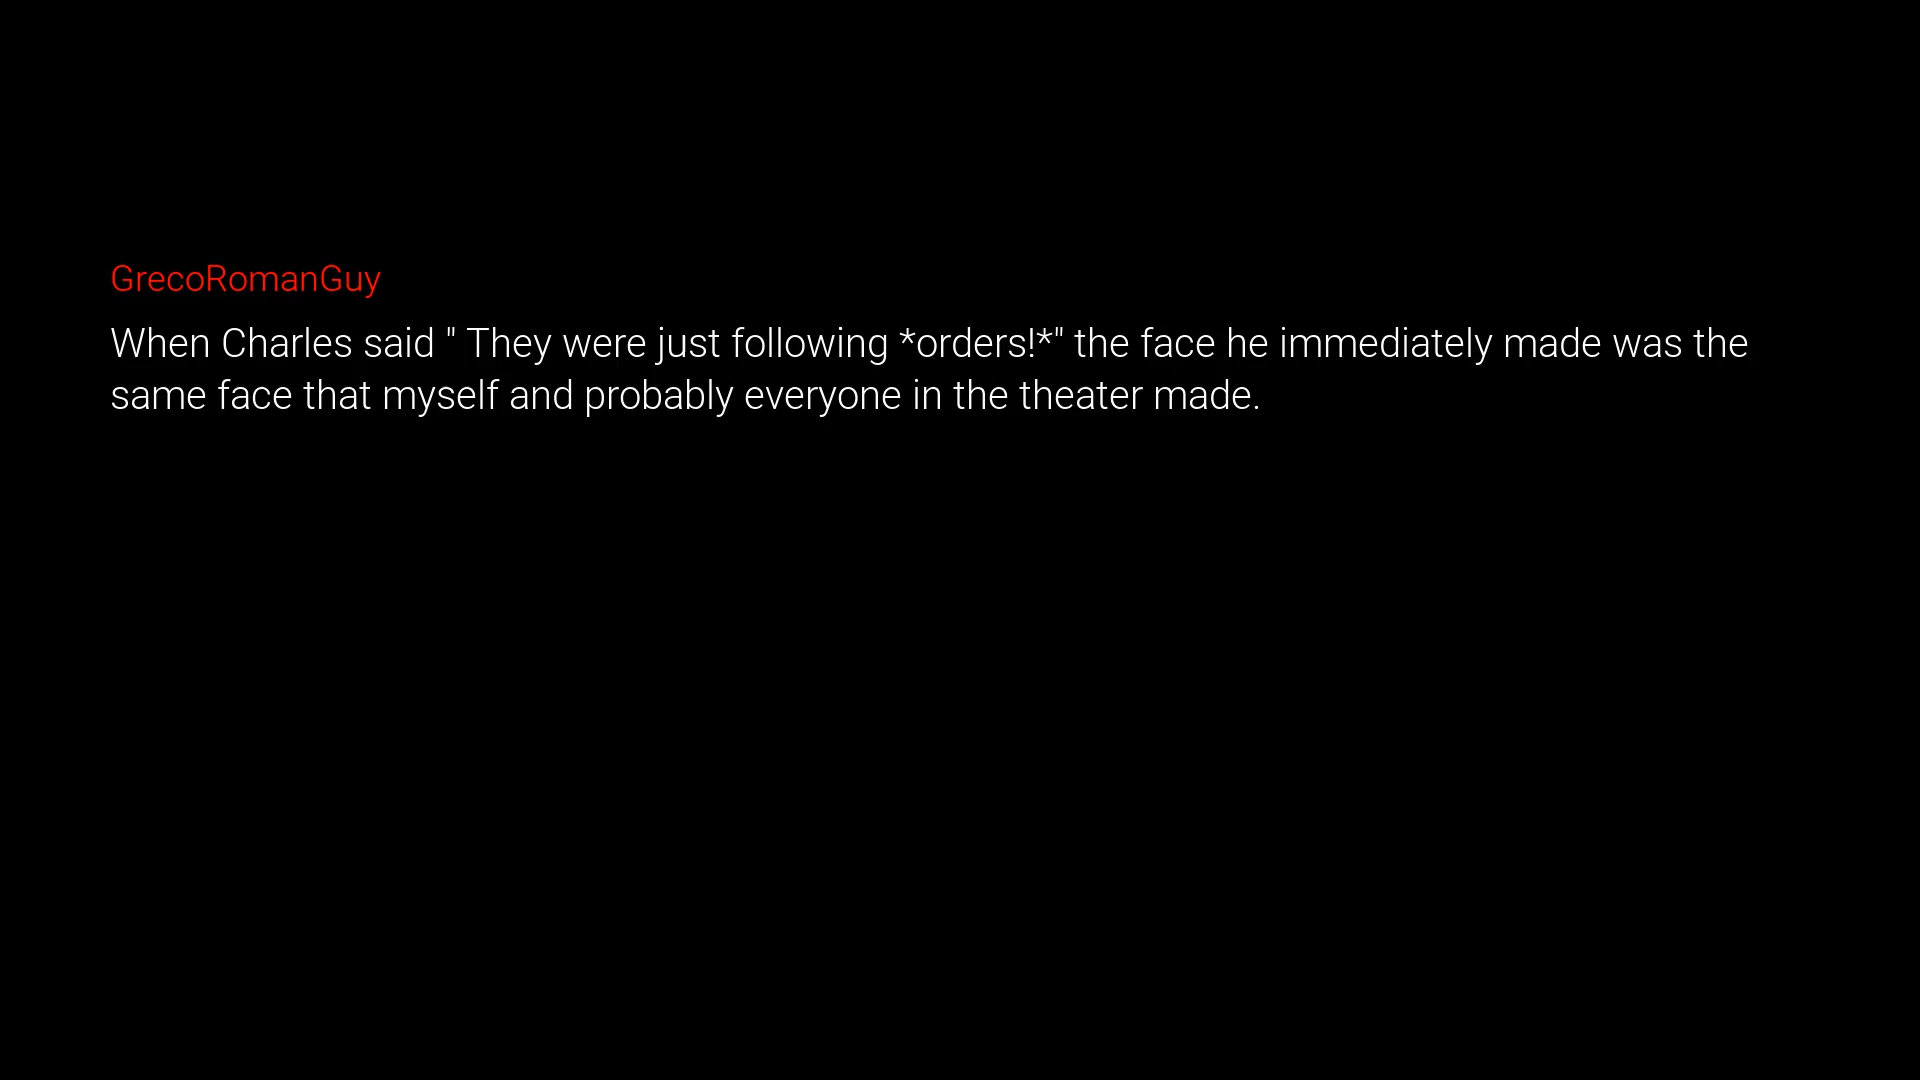 GrecoRomanGuy
When Charles said " They were just following *orders!*" the face he immediately made was the
same face that myself and probably everyone in the theater made.